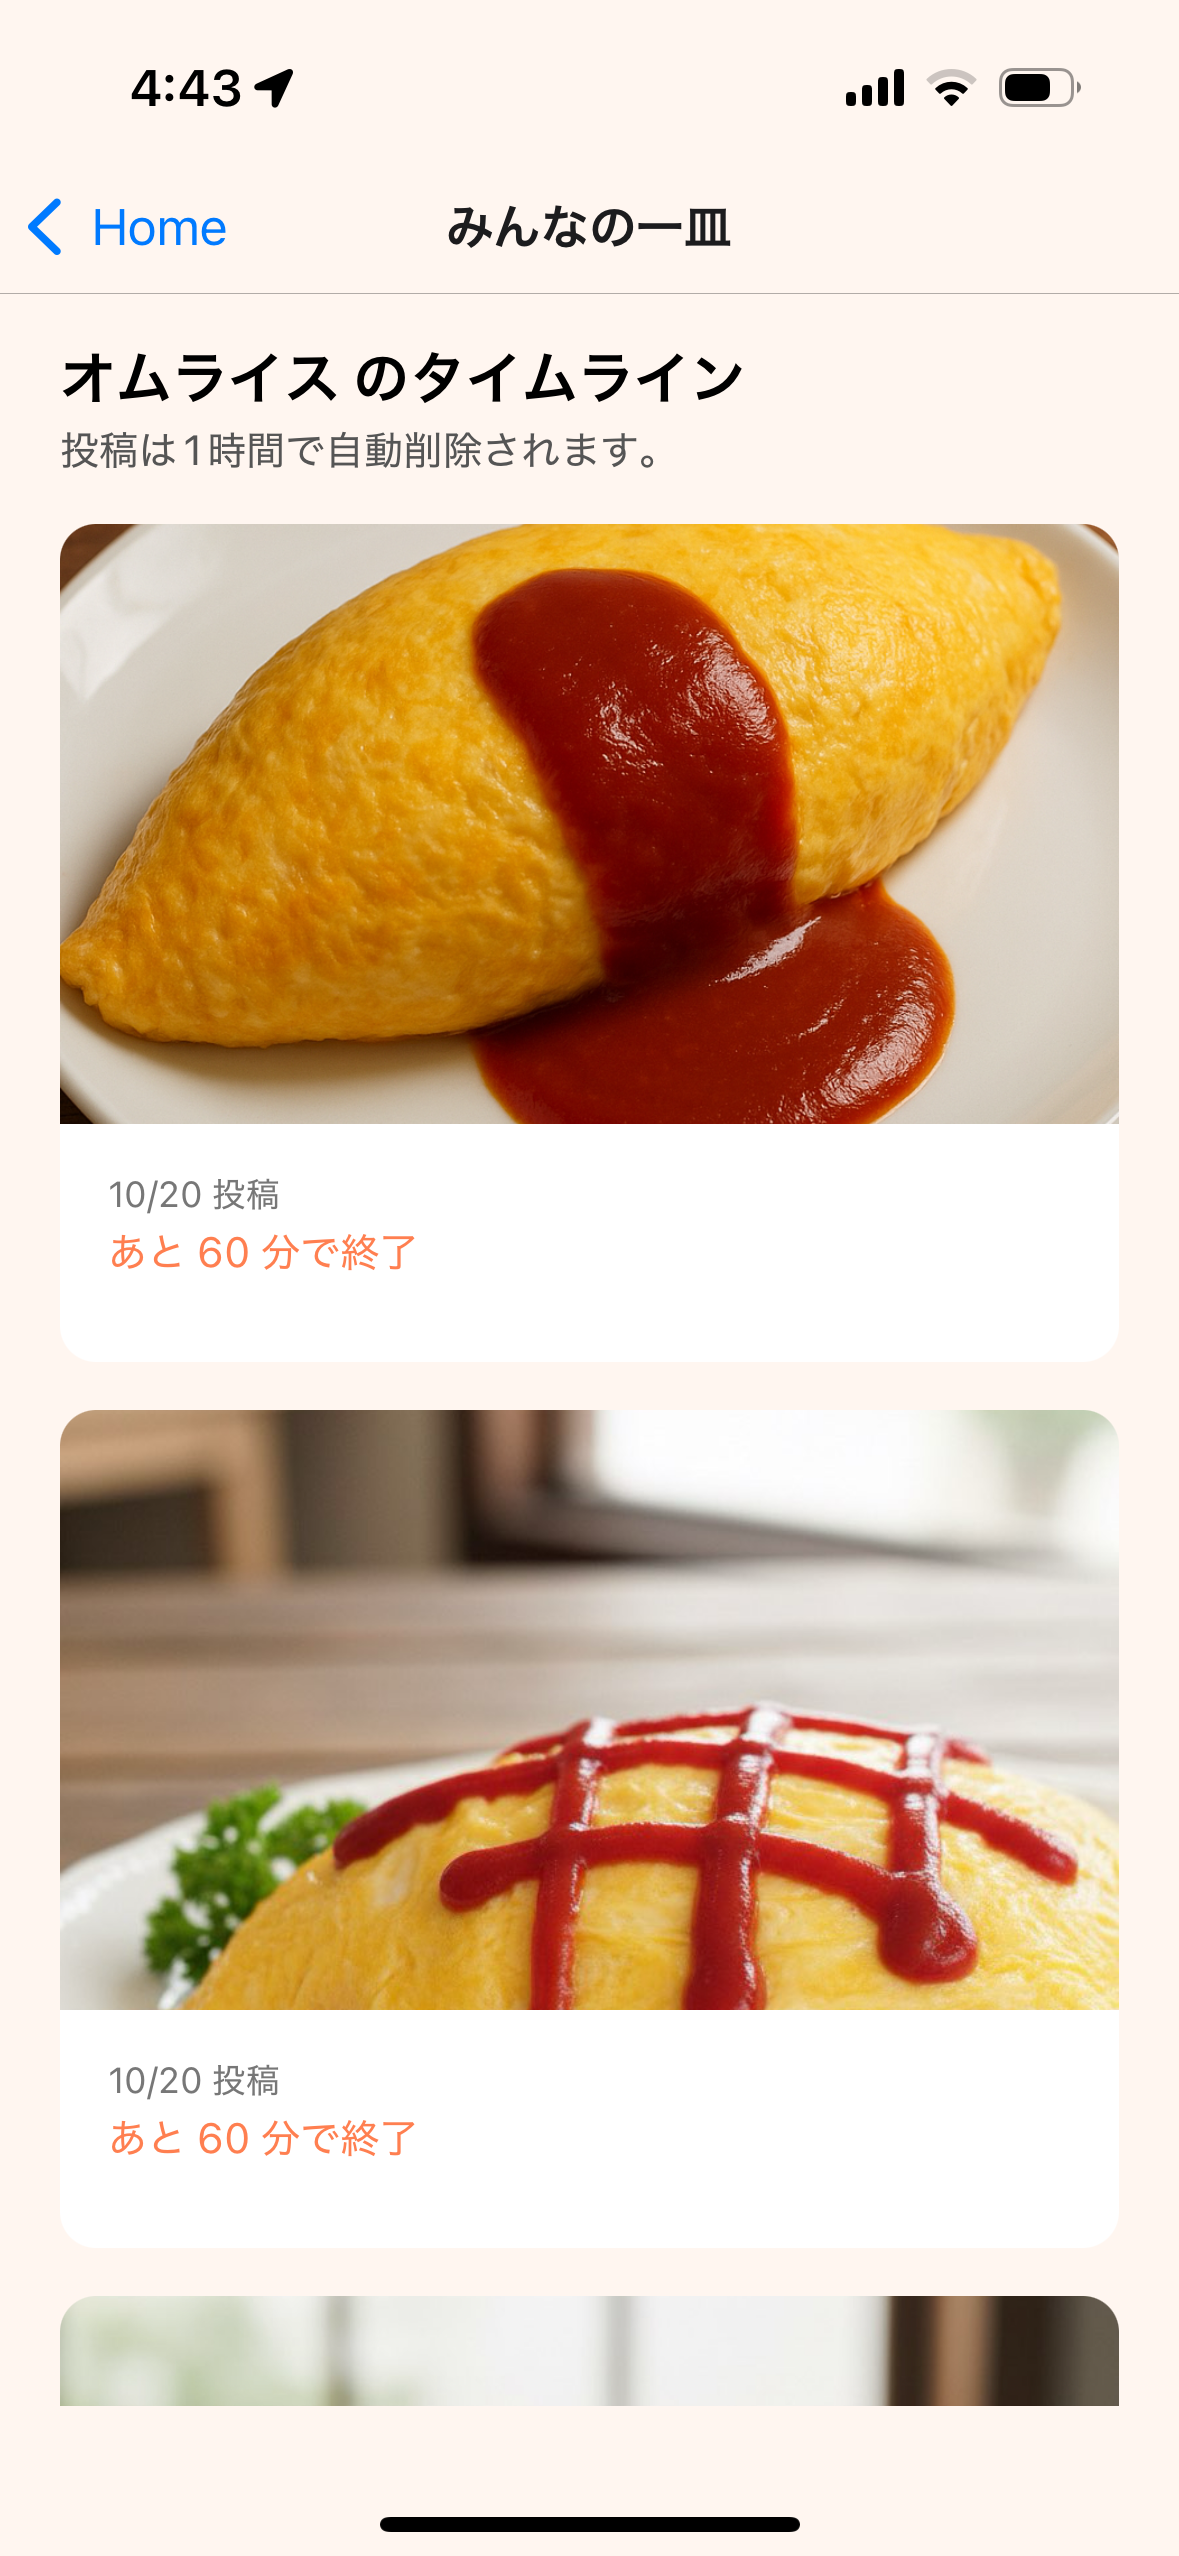 4:43
Home
みんなの一皿
オムライス のタイムライン
投稿は1時間で自動削除されます。
10/20 投稿
あと 60 分で終了
10/20 投稿
あと 60 分で終了